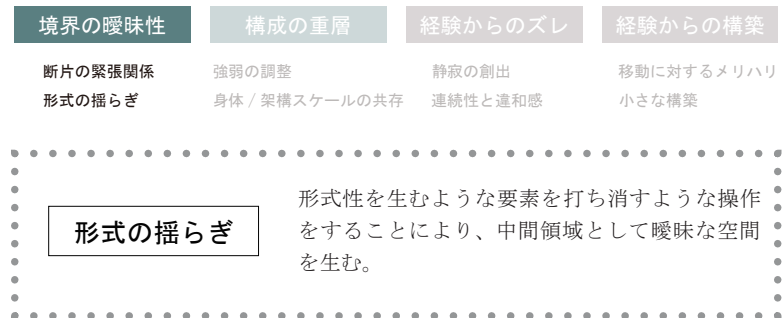 境界の曖昧性 構成の重層 経験からのズレ 経験からの構築
断片の緊張関係 強弱の調整 静寂の創出 移動に対するメリハリ
形式の揺らぎ 身体 / 架構スケールの共存 連続性と違和感 小さな構築
形式の揺らぎ
形式性を生むような要素を打ち消すような操作
をすることにより、中間領域として曖昧な空間
を生む。